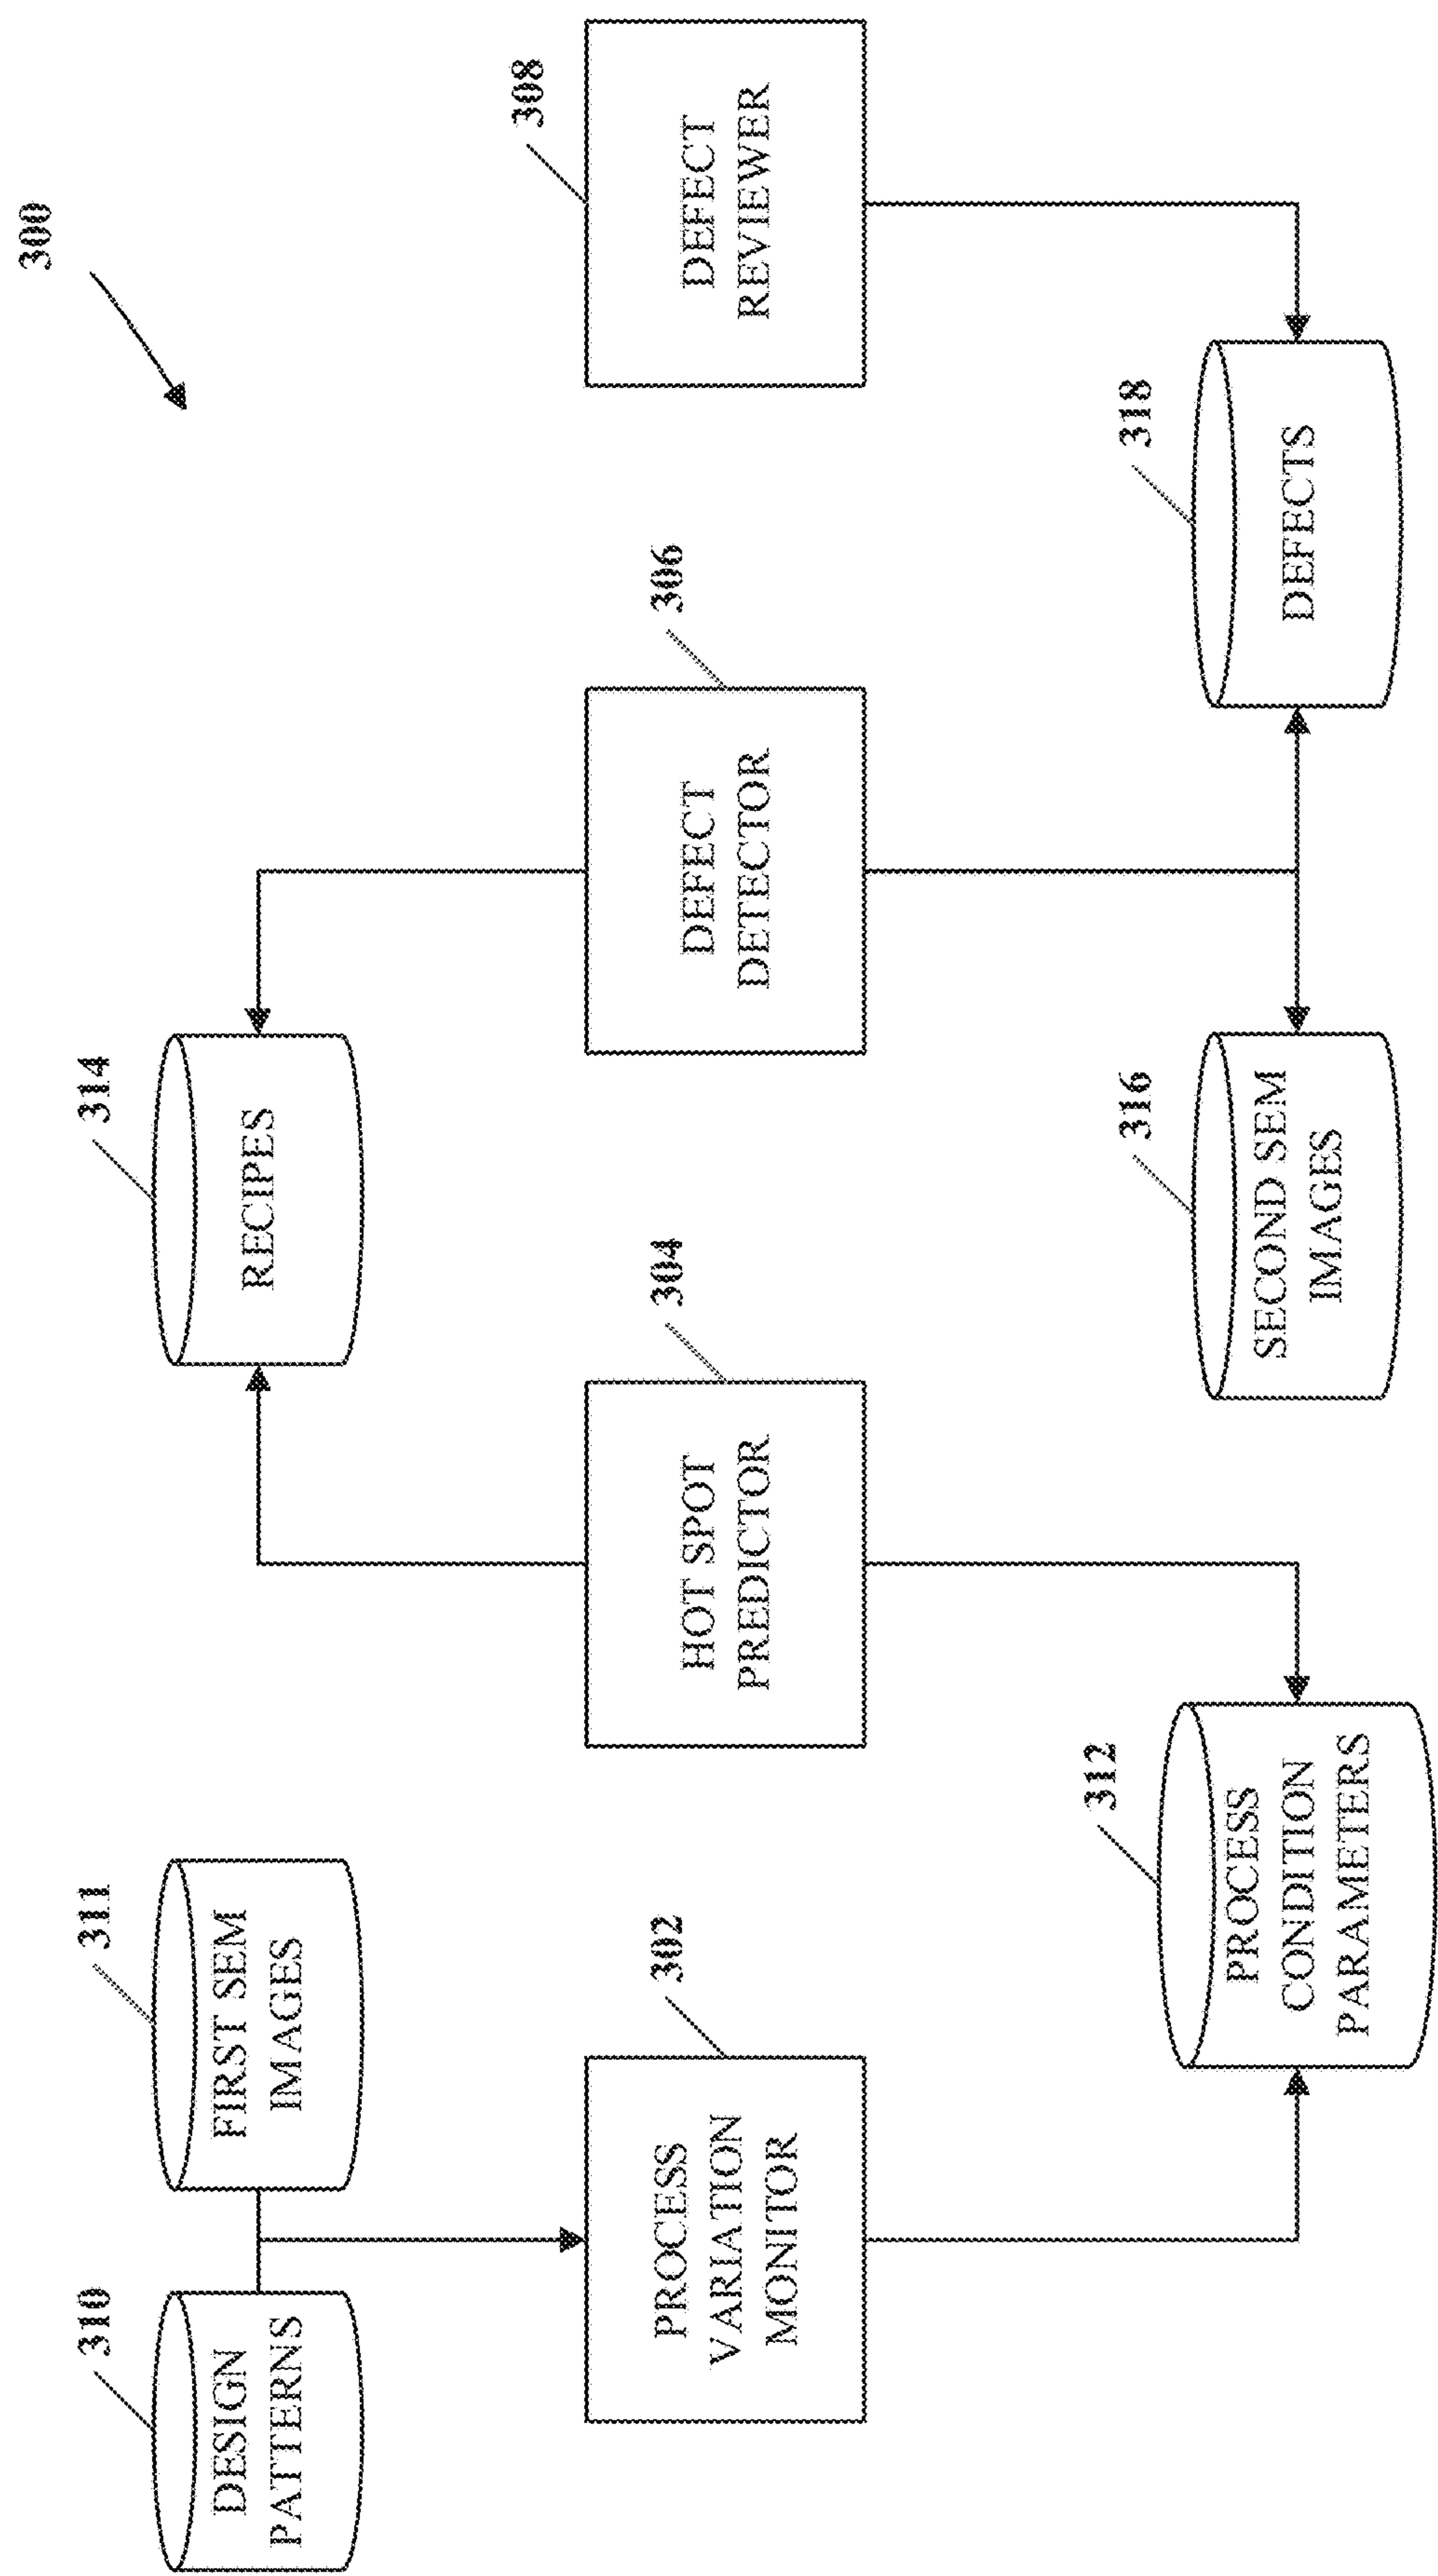 300
310
DESIGN
PATTERNS
311
FIRST SEM
IMAGES
314
RECIPES
302
PROCESS
VARIATION
MONITOR
304
HOT SPOT
PREDICTOR
306
DEFECT
DETECTOR
308
DEFECT
REVIEWER
312
PROCESS
CONDITION
PARAMETERS
316
SECOND SEM
IMAGES
318
DEFECTS